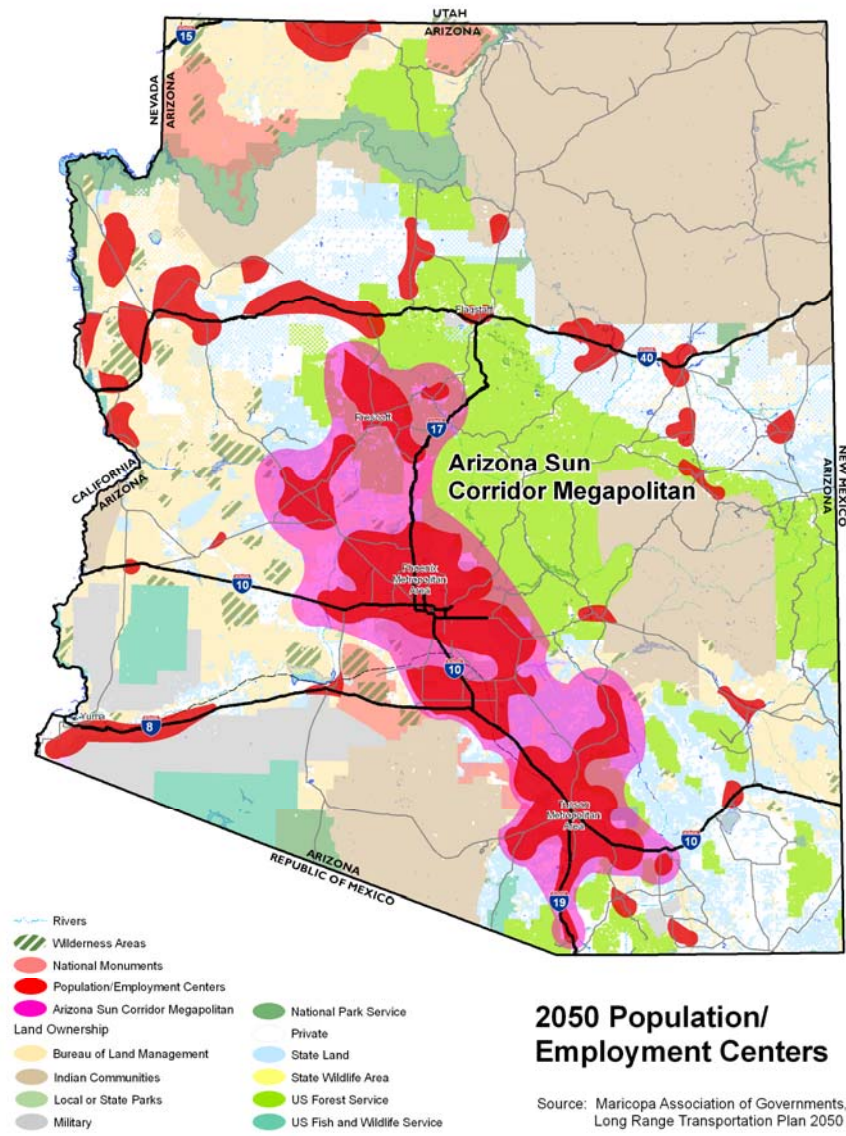 UTAH
ARIZONA
15
NEVADA
ARIZONA
Flagstaff
40
Prescott
17
Arizona Sun
Corridor Megapolitan
CALIFORNIA
ARIZONA
ARIZONA
NEW MEXICO
10
Phoenix
Metropolitan
Area
10
Yuma
8
Tucson
Metropolitan
Area
10
ARIZONA
REPUBLIC OF MEXICO
19
Rivers
Wilderness Areas
National Monuments
Population/Employment Centers
Arizona Sun Corridor Megapolitan
Land Ownership
Bureau of Land Management
Indian Communities
Local or State Parks
Military
National Park Service
Private
State Land
State Wildlife Area
US Forest Service
US Fish and Wildlife Service
2050 Population/
Employment Centers
Source: Maricopa Association of Governments,
Long Range Transportation Plan 2050